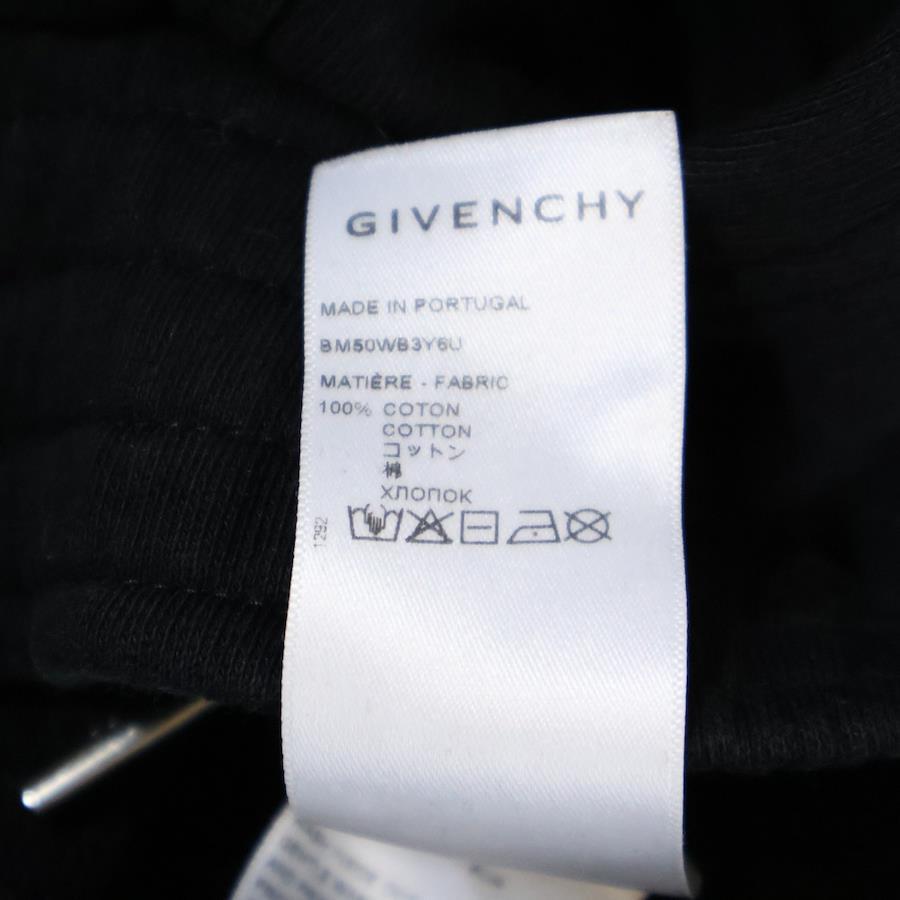 GIVENCHY
MADE IN PORTUGAL
BM50WB3Y6U
MATIÈRE - FABRIC
100% COTON
COTTON
コットン
棉
ХЛОПОК
1292